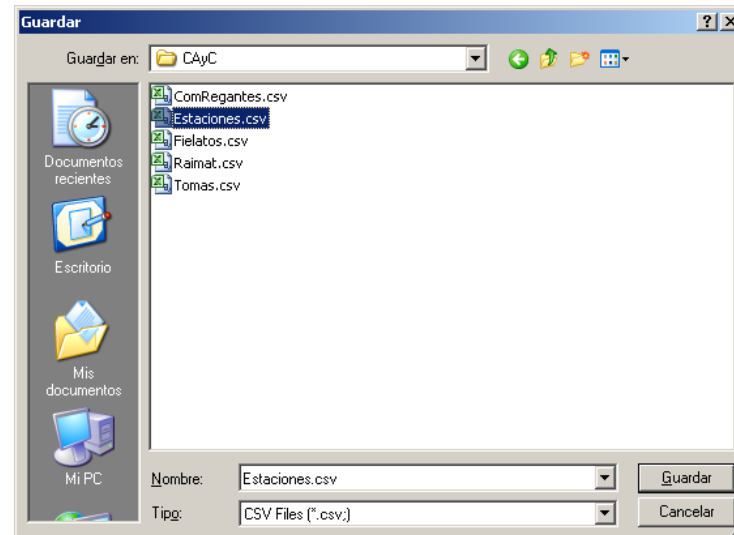 Guardar
Guardar en:
CAyC
ComRegantes.csv
Estaciones.csv
Fielatos.csv
Raimat.csv
Tomas.csv
Documentos
recientes
Escritorio
Mis
documentos
Mi PC
Nombre:
Estaciones.csv
Guardar
Tipo:
CSV Files (*.csv;)
Cancelar